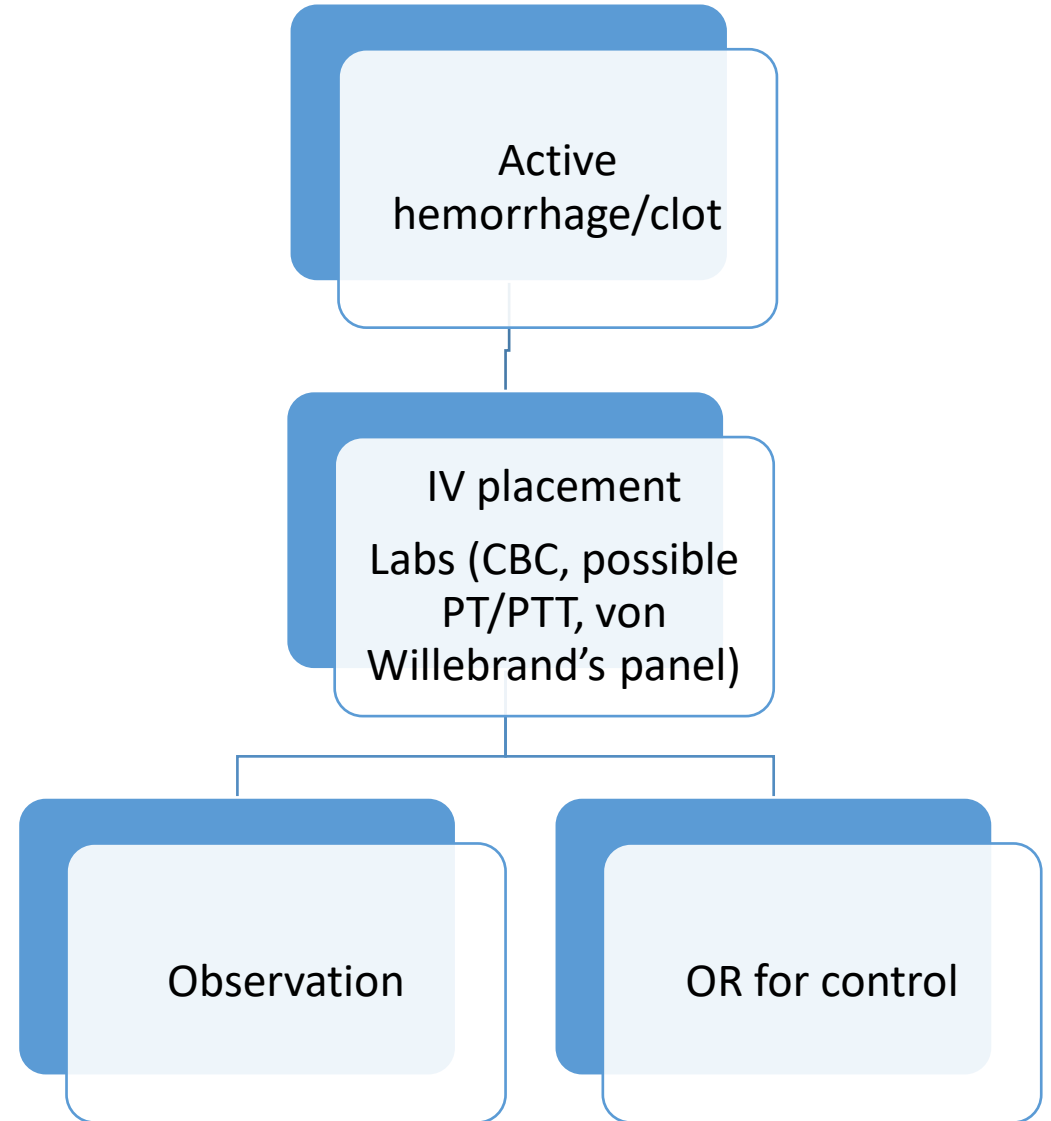 Active
hemorrhage/clot
IV placement
Labs (CBC, possible
PT/PTT, von
Willebrand’s panel)
Observation
OR for control